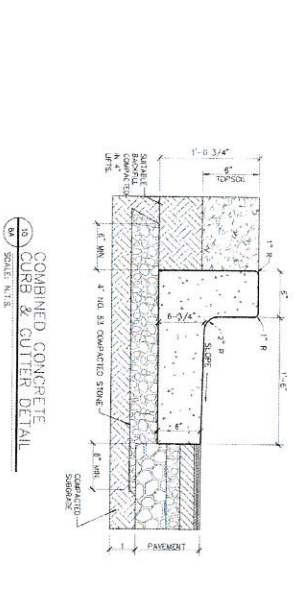 1'-0 3/4"
6"
TOPSOIL
1" R
6"
1" R
1'-6"
2" R
SLOPE
6-3/4"
6"
SUITABLE
BACKFILL
COMPACTED
IN 4"
LIFTS.
6" MIN.
4" NO. 53 COMPACTED STONE
6" MIN.
COMPACTED
SUBGRADE
1
PAVEMENT
10
8A
COMBINED CONCRETE
CURB & GUTTER DETAIL
SCALE: N.T.S.